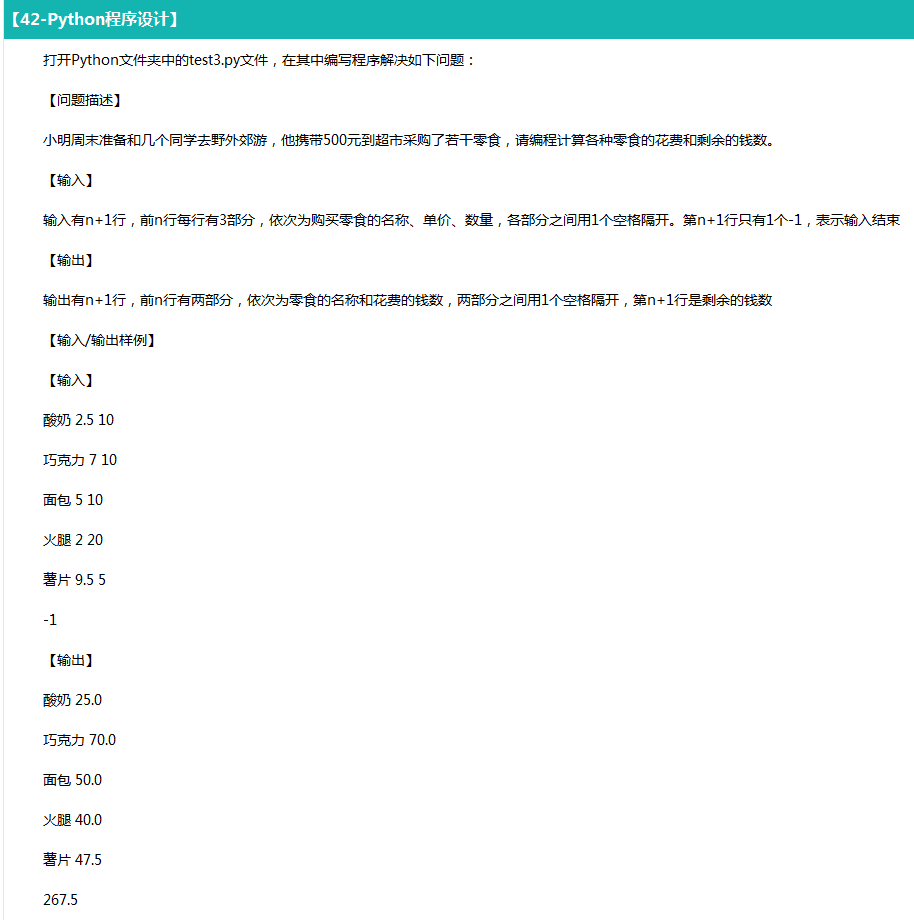 【42-Python程序设计】
打开Python文件夹中的test3.py文件，在其中编写程序解决如下问题：
【问题描述】
小明周末准备和几个同学去野外郊游，他携带500元到超市采购了若干零食，请编程计算各种零食的花费和剩余的钱数。
【输入】
输入有n+1行，前n行每行有3部分，依次为购买零食的名称、单价、数量，各部分之间用1个空格隔开。第n+1行只有1个-1，表示输入结束
【输出】
输出有n+1行，前n行有两部分，依次为零食的名称和花费的钱数，两部分之间用1个空格隔开，第n+1行是剩余的钱数
【输入/输出样例】
【输入】
酸奶 2.5 10
巧克力 7 10
面包 5 10
火腿 2 20
薯片 9.5 5
-1
【输出】
酸奶 25.0
巧克力 70.0
面包 50.0
火腿 40.0
薯片 47.5
267.5